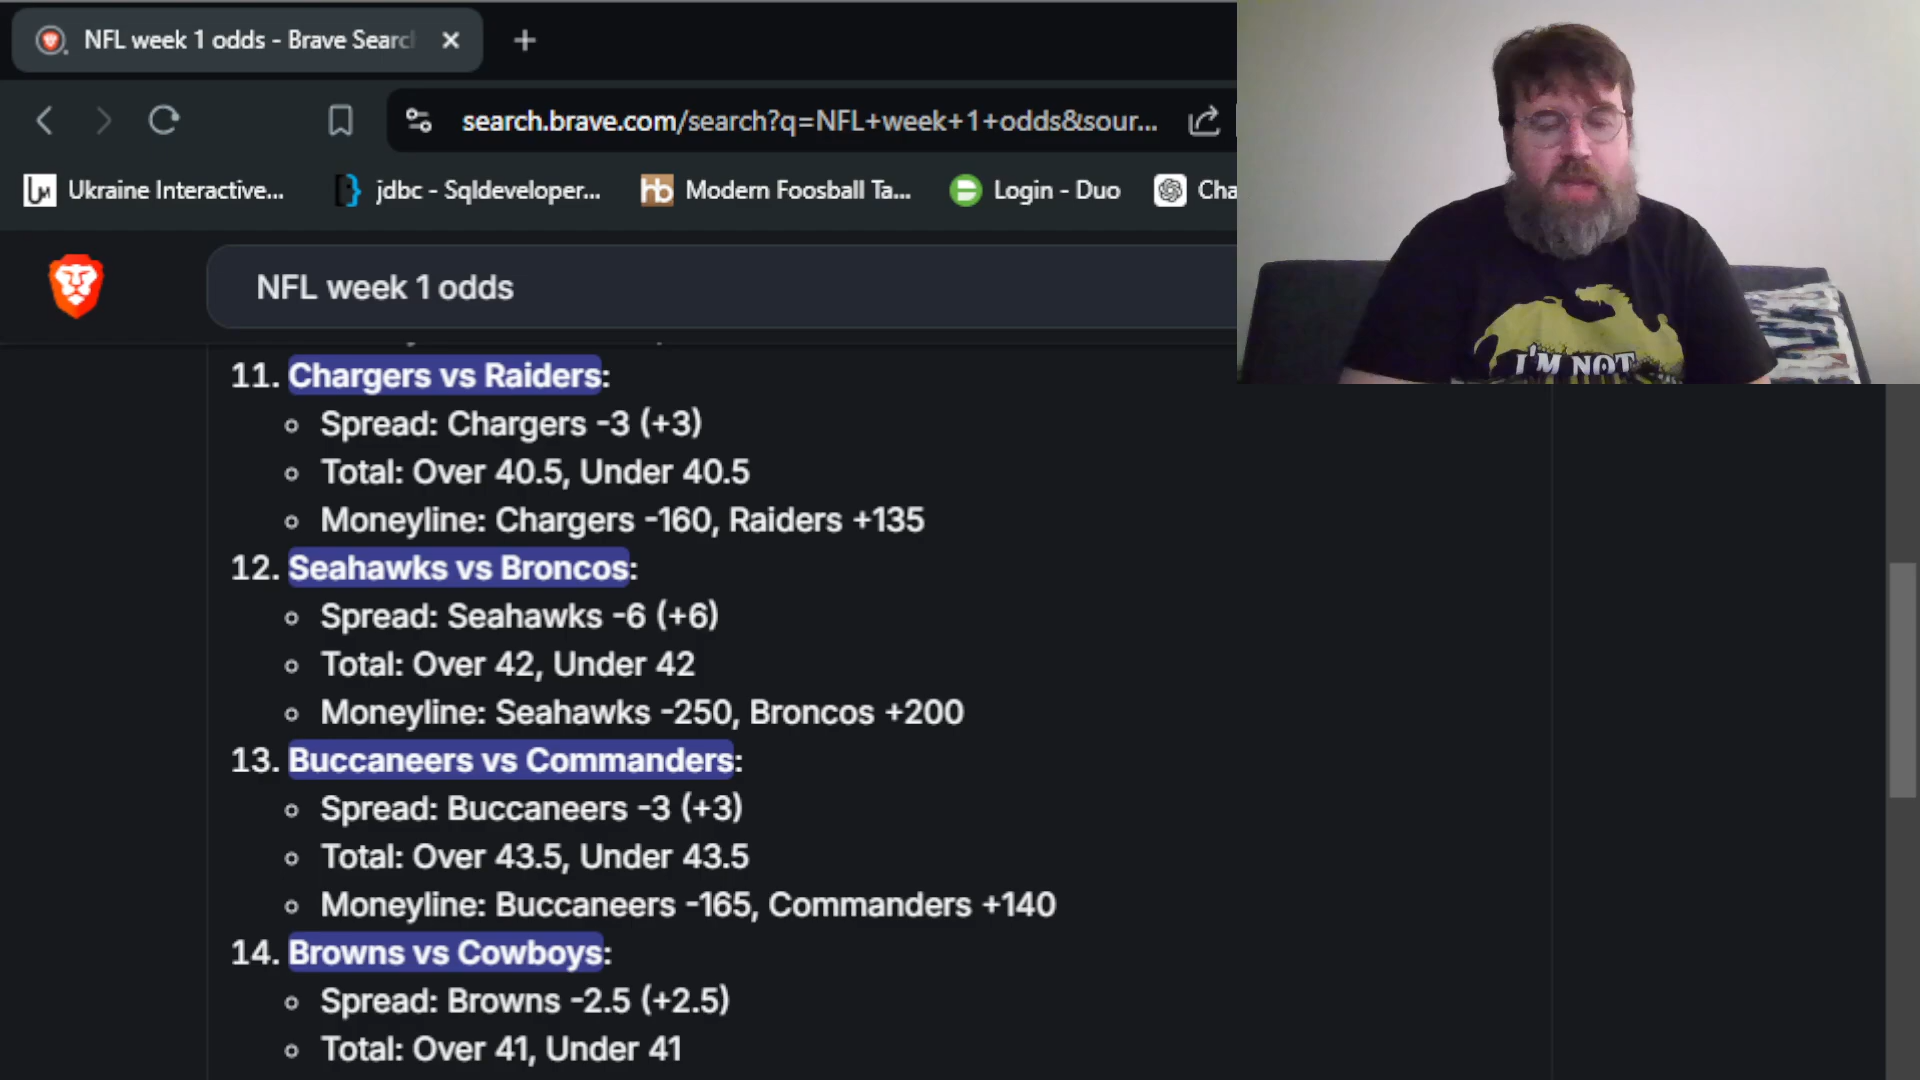 NFL week 1 odds - Brave Searc
search.brave.com/search?q=NFL+week+1+odds&sour...
Ukraine Interactive... jdbc - Sqldeveloper... hb Modern Foosball Ta... Login - Duo Cha
NFL week 1 odds
I'M NOT
11. Chargers vs Raiders:
Spread: Chargers -3 (+3)
Total: Over 40.5, Under 40.5
Moneyline: Chargers -160, Raiders +135
12. Seahawks vs Broncos:
Spread: Seahawks -6 (+6)
Total: Over 42, Under 42
Moneyline: Seahawks -250, Broncos +200
13. Buccaneers vs Commanders:
Spread: Buccaneers -3 (+3)
Total: Over 43.5, Under 43.5
Moneyline: Buccaneers -165, Commanders +140
14. Browns vs Cowboys:
Spread: Browns -2.5 (+2.5)
Total: Over 41, Under 41